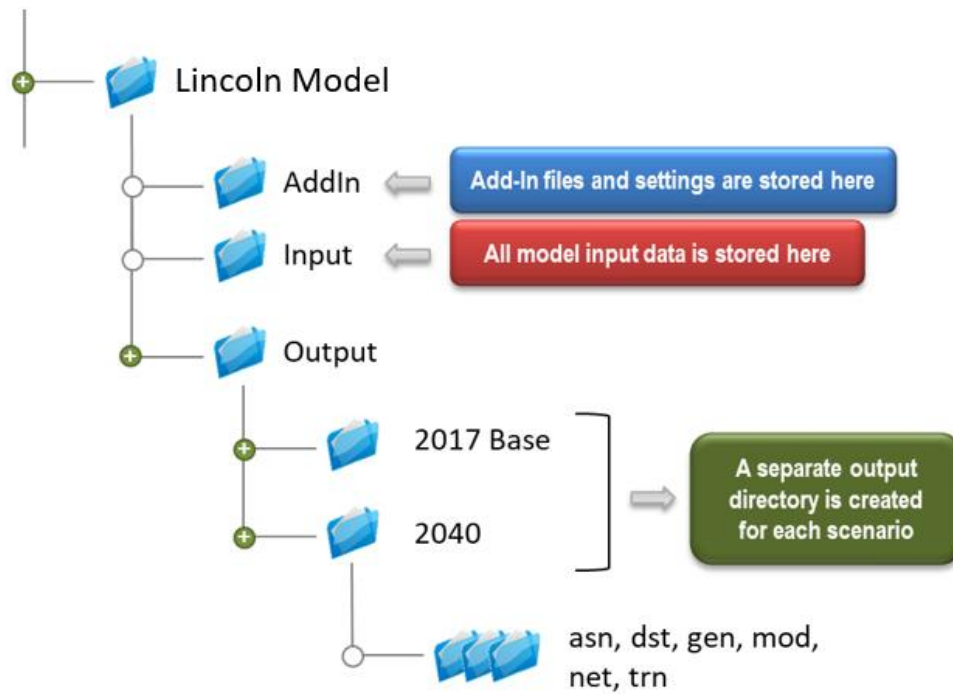 Lincoln Model
AddIn
Add-In files and settings are stored here
Input
All model input data is stored here
Output
2017 Base
2040
A separate output
directory is created
for each scenario
asn, dst, gen, mod,
net, trn